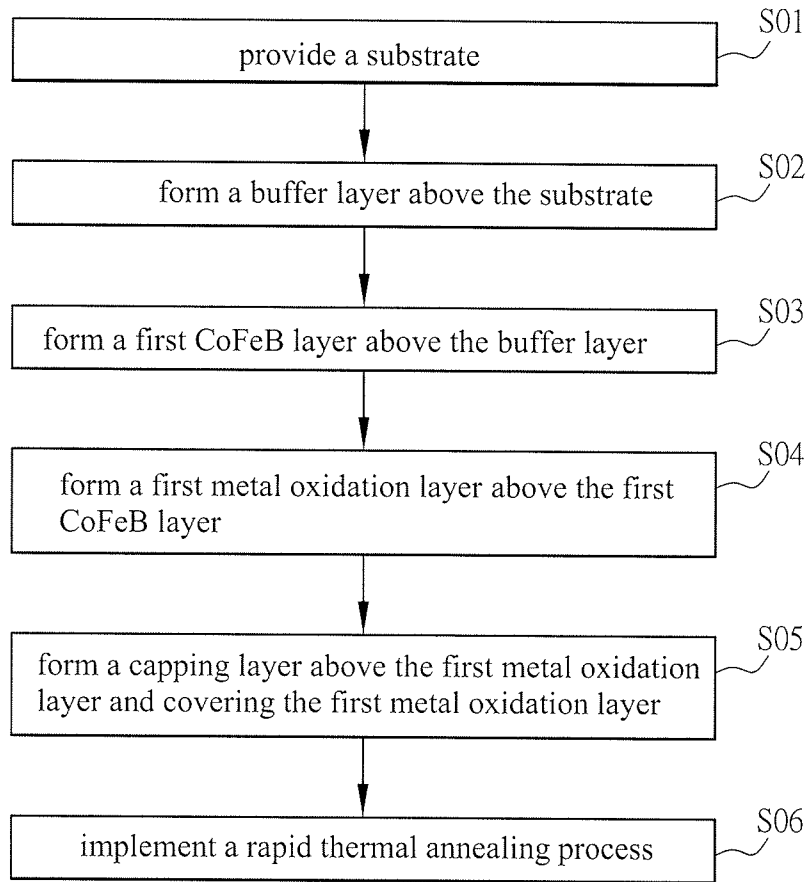 S01
provide a substrate
S02
form a buffer layer above the substrate
S03
form a first CoFeB layer above the buffer layer
S04
form a first metal oxidation layer above the first
CoFeB layer
S05
form a capping layer above the first metal oxidation
layer and covering the first metal oxidation layer
S06
implement a rapid thermal annealing process